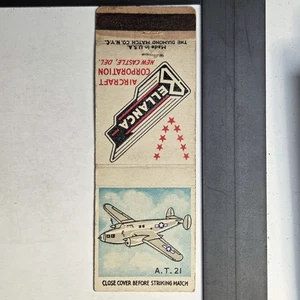 Made in U.S.A.
THE DIAMOND MATCH CO. N.Y.C.
AIRCRAFT
CORPORATION
NEW CASTLE, DEL.
BELLANCA
A.T. 21
CLOSE COVER BEFORE STRIKING MATCH